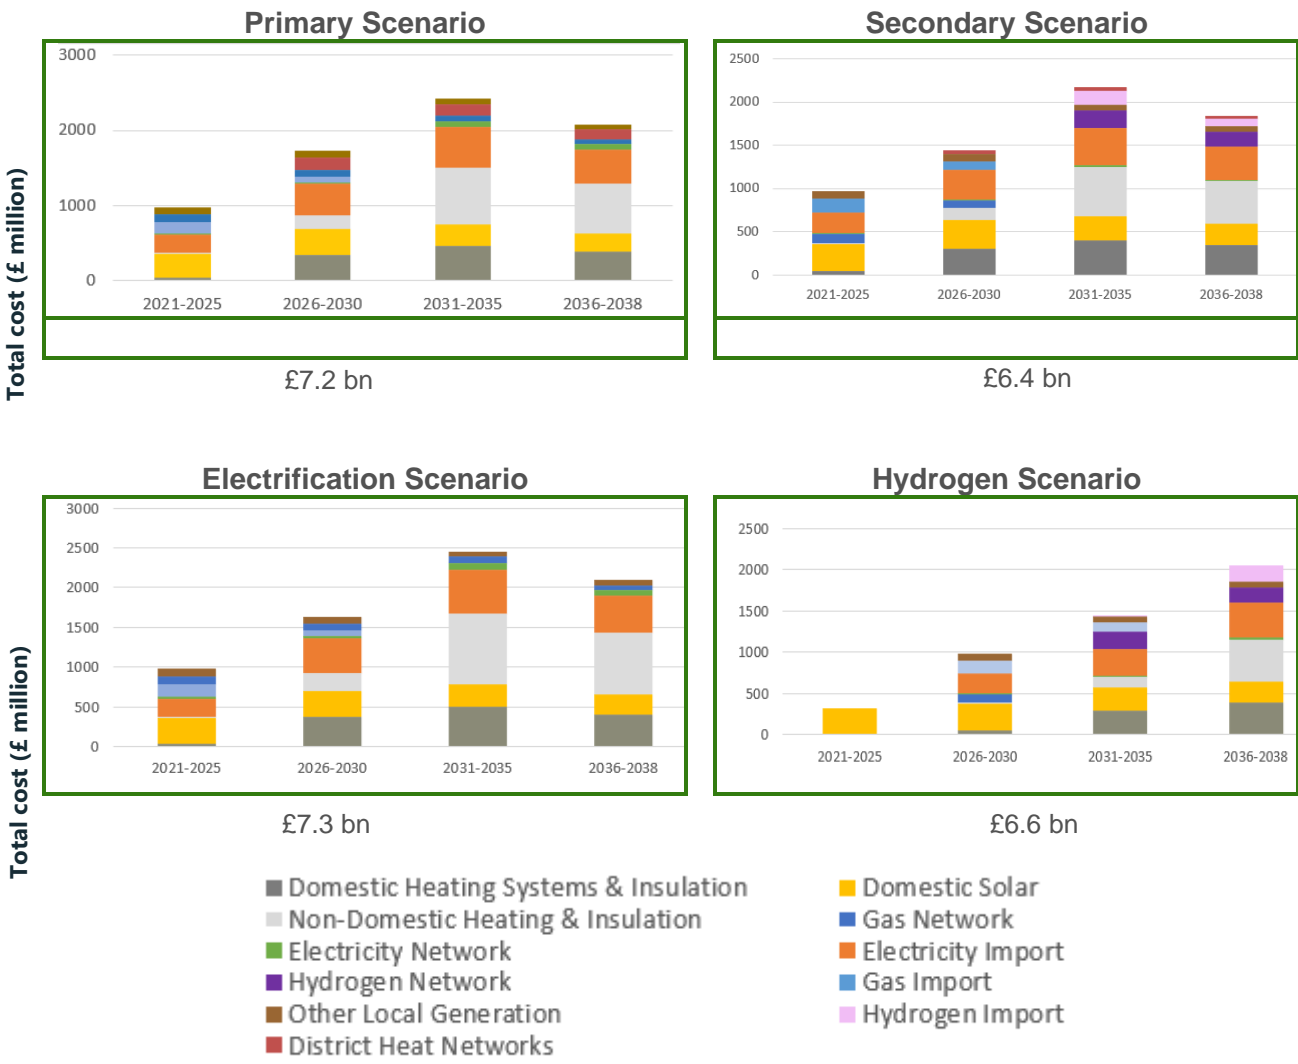 Primary Scenario
Total cost (£ million)
3000
2000
1000
0
2021-2025
2026-2030
2031-2035
2036-2038
£7.2 bn
Secondary Scenario
2500
2000
1500
1000
500
0
2021-2025
2026-2030
2031-2035
2036-2038
£6.4 bn
Electrification Scenario
Total cost (£ million)
3000
2500
2000
1500
1000
500
0
2021-2025
2026-2030
2031-2035
2036-2038
£7.3 bn
Hydrogen Scenario
2500
2000
1500
1000
500
0
2021-2025
2026-2030
2031-2035
2036-2038
£6.6 bn
Domestic Heating Systems & Insulation
Domestic Solar
Non-Domestic Heating & Insulation
Gas Network
Electricity Network
Electricity Import
Hydrogen Network
Gas Import
Other Local Generation
Hydrogen Import
District Heat Networks